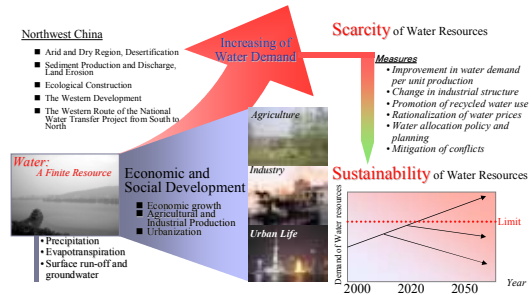 Northwest China
■ Arid and Dry Region, Desertification
■ Sediment Production and Discharge,
Land Erosion
■ Ecological Construction
■ The Western Development
■ The Western Route of the National
Water Transfer Project from South to
North
Increasing of
Water Demand
Scarcity of Water Resources
Measures
• Improvement in water demand
per unit production
• Change in industrial structure
• Promotion of recycled water use
• Rationalization of water prices
• Water allocation policy and
planning
• Mitigation of conflicts
Water:
A Finite Resource
• Precipitation
• Evapotranspiration
• Surface run-off and
groundwater
Economic and
Social Development
■ Economic growth
■ Agricultural and
Industrial Production
■ Urbanization
Agriculture
Industry
Urban Life
Sustainability of Water Resources
Demand of Water resources
Limit
2000 2020 2050 Year